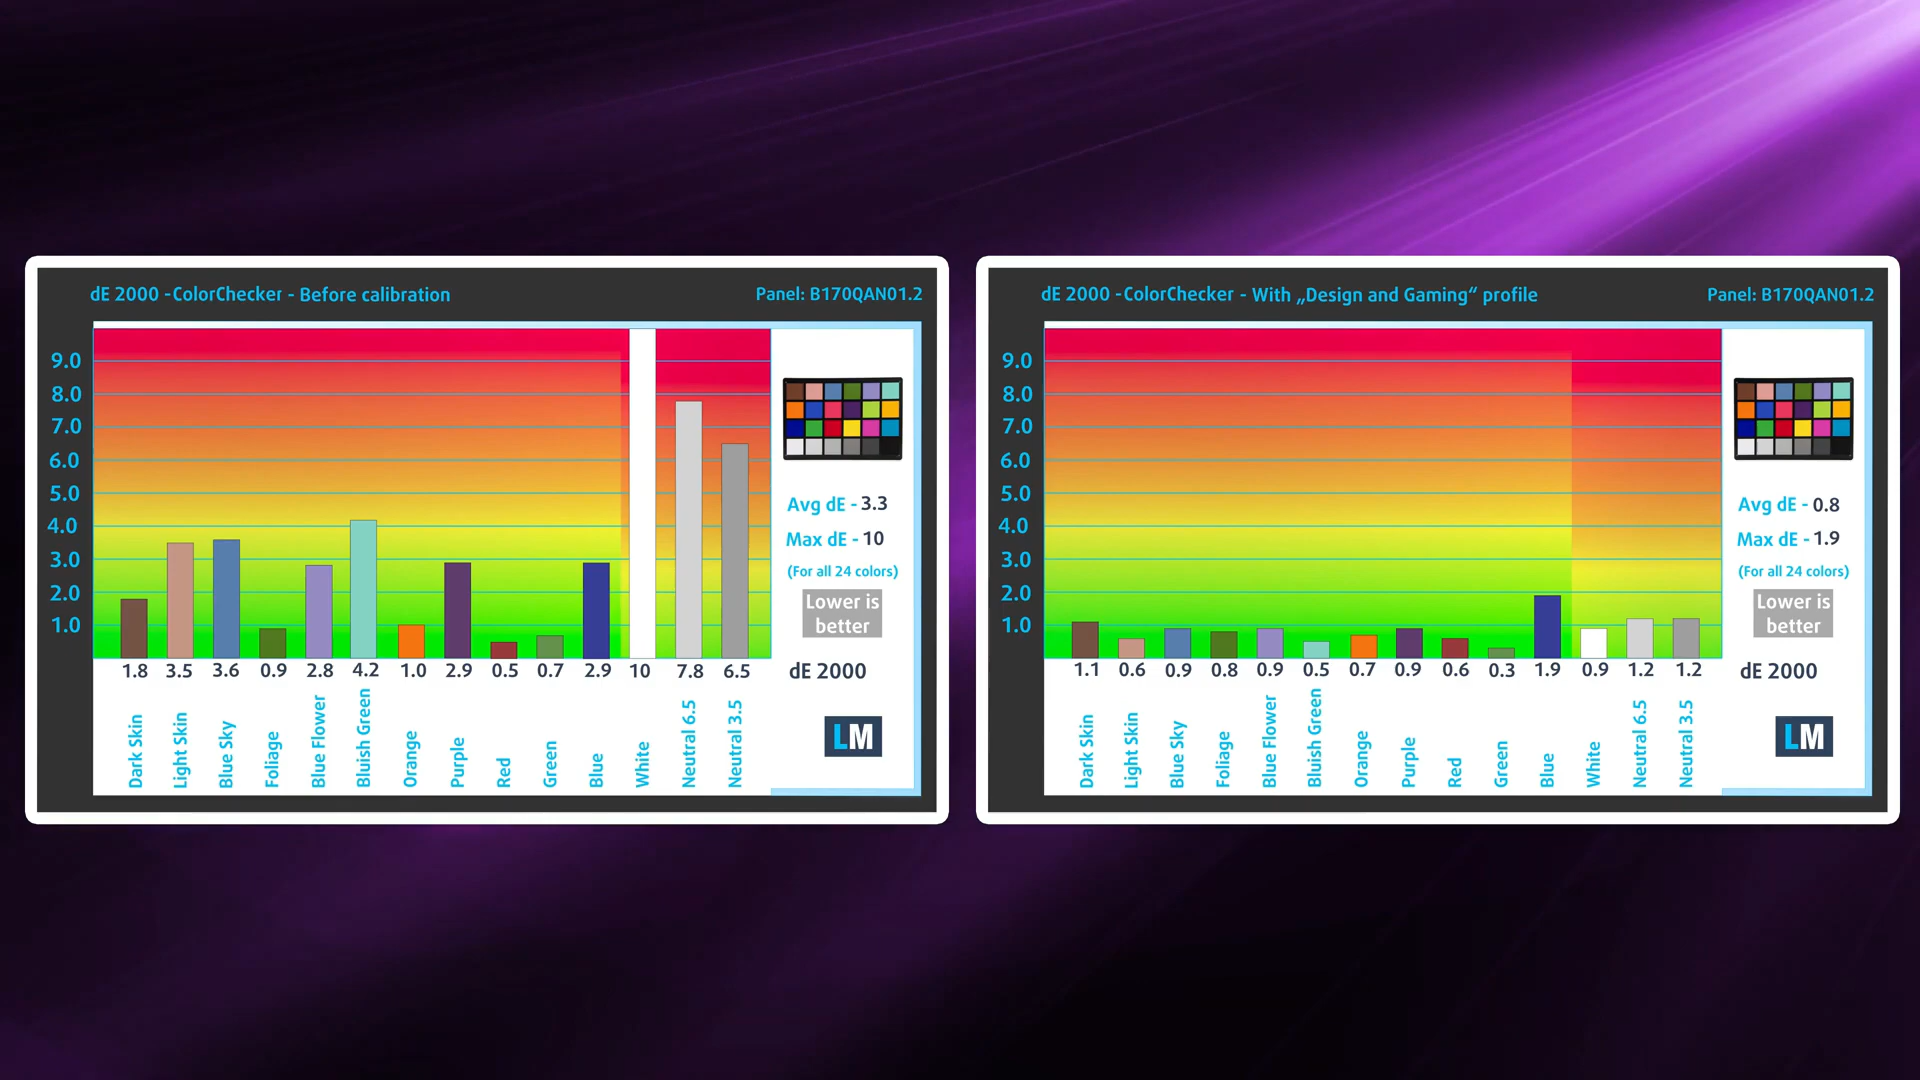 dE 2000 -ColorChecker - Before calibration
Panel: B170QAN01.2
9.0
8.0
7.0
6.0
5.0
4.0
3.0
2.0
1.0
Avg dE - 3.3
Max dE - 10
(For all 24 colors)
Lower is
better
1.8 3.5 3.6 0.9 2.8 4.2 1.0 2.9 0.5 0.7 2.9 10 7.8 6.5 dE 2000
Dark Skin
Light Skin
Blue Sky
Foliage
Blue Flower
Bluish Green
Orange
Purple
Red
Green
Blue
White
Neutral 6.5
Neutral 3.5
LM
dE 2000 -ColorChecker - With „Design and Gaming“ profile
Panel: B170QAN01.2
9.0
8.0
7.0
6.0
5.0
4.0
3.0
2.0
1.0
Avg dE - 0.8
Max dE - 1.9
(For all 24 colors)
Lower is
better
1.1 0.6 0.9 0.8 0.9 0.5 0.7 0.9 0.6 0.3 1.9 0.9 1.2 1.2 dE 2000
Dark Skin
Light Skin
Blue Sky
Foliage
Blue Flower
Bluish Green
Orange
Purple
Red
Green
Blue
White
Neutral 6.5
Neutral 3.5
LM